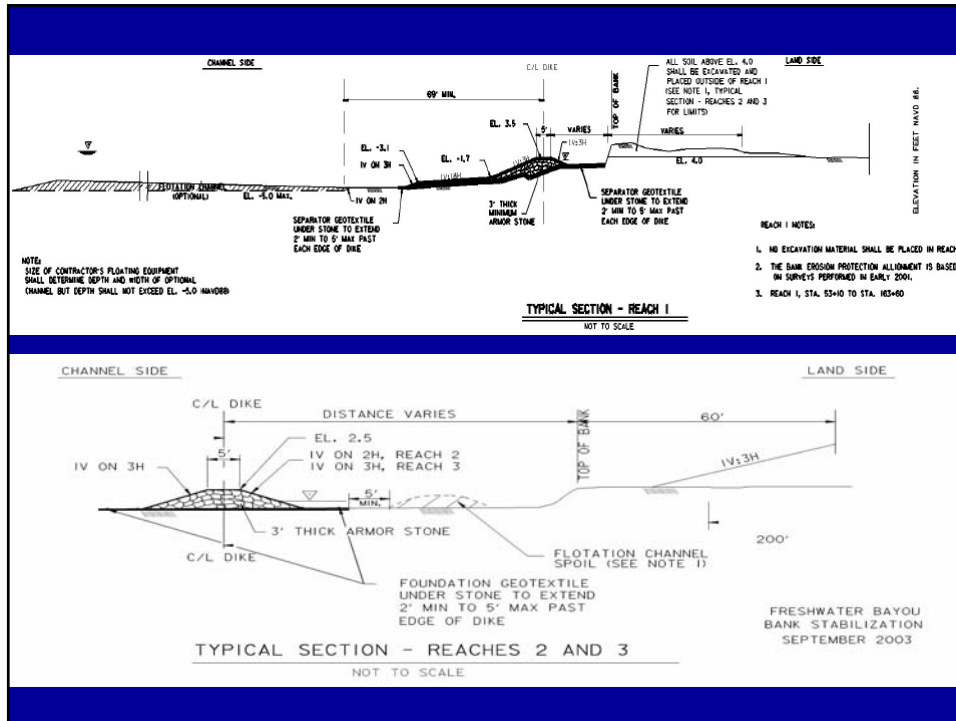 CHANNEL SIDE
C/L DIKE
ALL SOIL ABOVE EL. 4.0
SHALL BE EXCAVATED AND
PLACED OUTSIDE OF REACH 1
(SEE NOTE 1, TYPICAL
SECTION - REACHES 2 AND 3
FOR LIMITS)
LAND SIDE
69' MIN.
TOP OF BANK
EL. 3.5
5'
VARIES
VARIES
ELEVATION IN FEET NAVD 88.
EL. -3.1
1V ON 3H
EL. -1.7
1V:3H
EL. 4.0
FLOTATION CHANNEL
(OPTIONAL)
EL. -5.0 MAX.
1V ON 2H
SEPARATOR GEOTEXTILE
UNDER STONE TO EXTEND
2' MIN TO 5' MAX PAST
EACH EDGE OF DIKE
3' THICK
MINIMUM
ARMOR STONE
SEPARATOR GEOTEXTILE
UNDER STONE TO EXTEND
2' MIN TO 5' MAX PAST
EACH EDGE OF DIKE
REACH 1 NOTES:
1. NO EXCAVATION MATERIAL SHALL BE PLACED IN REACH
2. THE BANK EROSION PROTECTION ALLIGNMENT IS BASED
ON SURVEYS PERFORMED IN EARLY 2001.
3. REACH 1, STA. 53+10 TO STA. 163+60
NOTE:
SIZE OF CONTRACTOR'S FLOATING EQUIPMENT
SHALL DETERMINE DEPTH AND WIDTH OF OPTIONAL
CHANNEL BUT DEPTH SHALL NOT EXCEED EL. -5.0 (NAVD88)
TYPICAL SECTION - REACH 1
NOT TO SCALE
CHANNEL SIDE
LAND SIDE
C/L DIKE
DISTANCE VARIES
TOP OF BANK
60'
EL. 2.5
5'
1V ON 2H, REACH 2
1V ON 3H, REACH 3
1V ON 3H
1V:3H
5'
MIN.
3' THICK ARMOR STONE
C/L DIKE
200'
FLOTATION CHANNEL
SPOIL (SEE NOTE 1)
FOUNDATION GEOTEXTILE
UNDER STONE TO EXTEND
2' MIN TO 5' MAX PAST
EDGE OF DIKE
FRESHWATER BAYOU
BANK STABILIZATION
SEPTEMBER 2003
TYPICAL SECTION - REACHES 2 AND 3
NOT TO SCALE